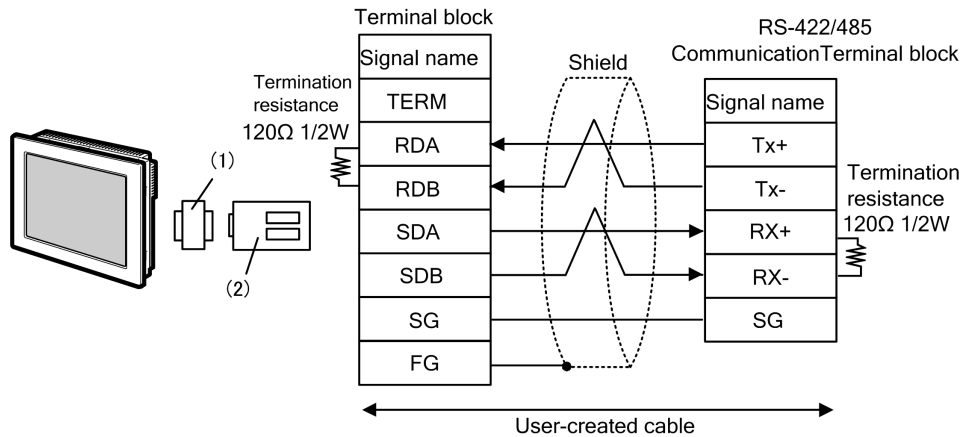 Terminal block
Signal name
TERM
RDA
RDB
SDA
SDB
SG
FG
Termination
resistance
120Ω 1/2W
(1)
(2)
Shield
RS-422/485
CommunicationTerminal block
Signal name
Tx+
Tx-
RX+
RX-
SG
Termination
resistance
120Ω 1/2W
User-created cable